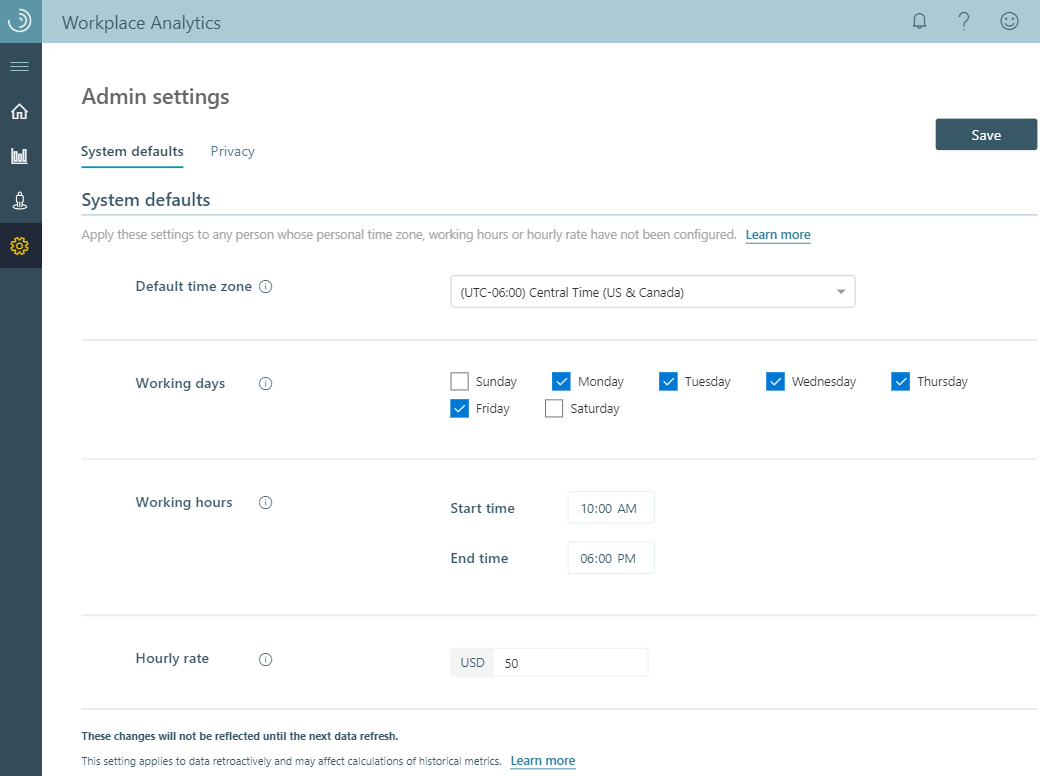 Workplace Analytics
Admin settings
Save
System defaults Privacy
System defaults
Apply these settings to any person whose personal time zone, working hours or hourly rate have not been configured. Learn more
Default time zone (UTC-06:00) Central Time (US & Canada)
Working days Sunday Monday Tuesday Wednesday Thursday
Friday Saturday
Working hours Start time 10:00 AM
End time 06:00 PM
Hourly rate USD 50
These changes will not be reflected until the next data refresh.
This setting applies to data retroactively and may affect calculations of historical metrics. Learn more